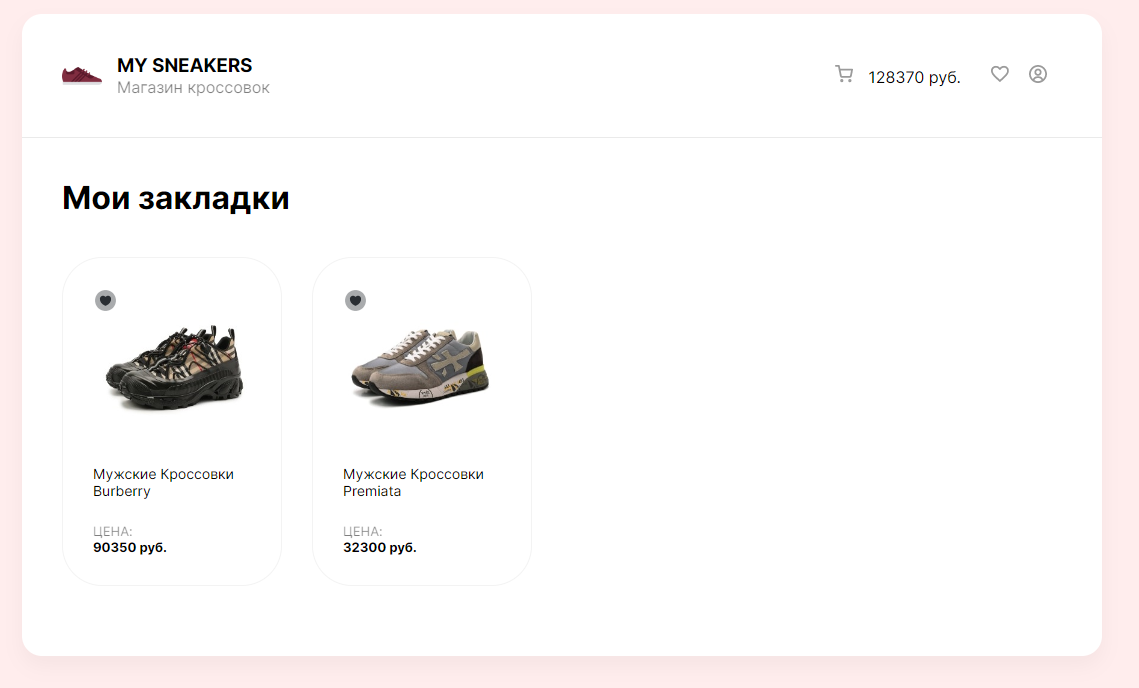 MY SNEAKERS
Магазин кроссовок
128370 руб.
Мои закладки
Мужские Кроссовки
Burberry
ЦЕНА:
90350 руб.
Мужские Кроссовки
Premiata
ЦЕНА:
32300 руб.